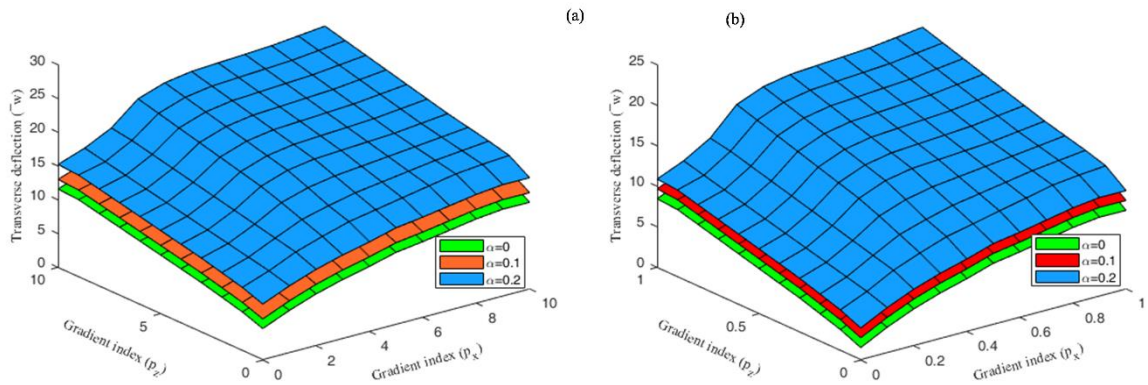 (a)
(b)
Transverse deflection (¯w)
30
25
20
15
10
5
0
10
5
0
Gradient index (p_z)
0
2
4
6
8
10
Gradient index (p_x)
α=0
α=0.1
α=0.2
Transverse deflection (¯w)
25
20
15
10
5
0
1
0.5
0
Gradient index (p_z)
0
0.2
0.4
0.6
0.8
1
Gradient index (p_x)
α=0
α=0.1
α=0.2